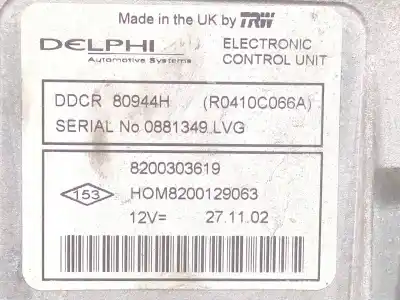 Made in the UK by TRW
DELPHI
Automotive Systems
ELECTRONIC
CONTROL UNIT
DDCR 80944H (R0410C066A)
SERIAL No 0881349 LVG
8200303619
153
HOM8200129063
12V= 27.11.02